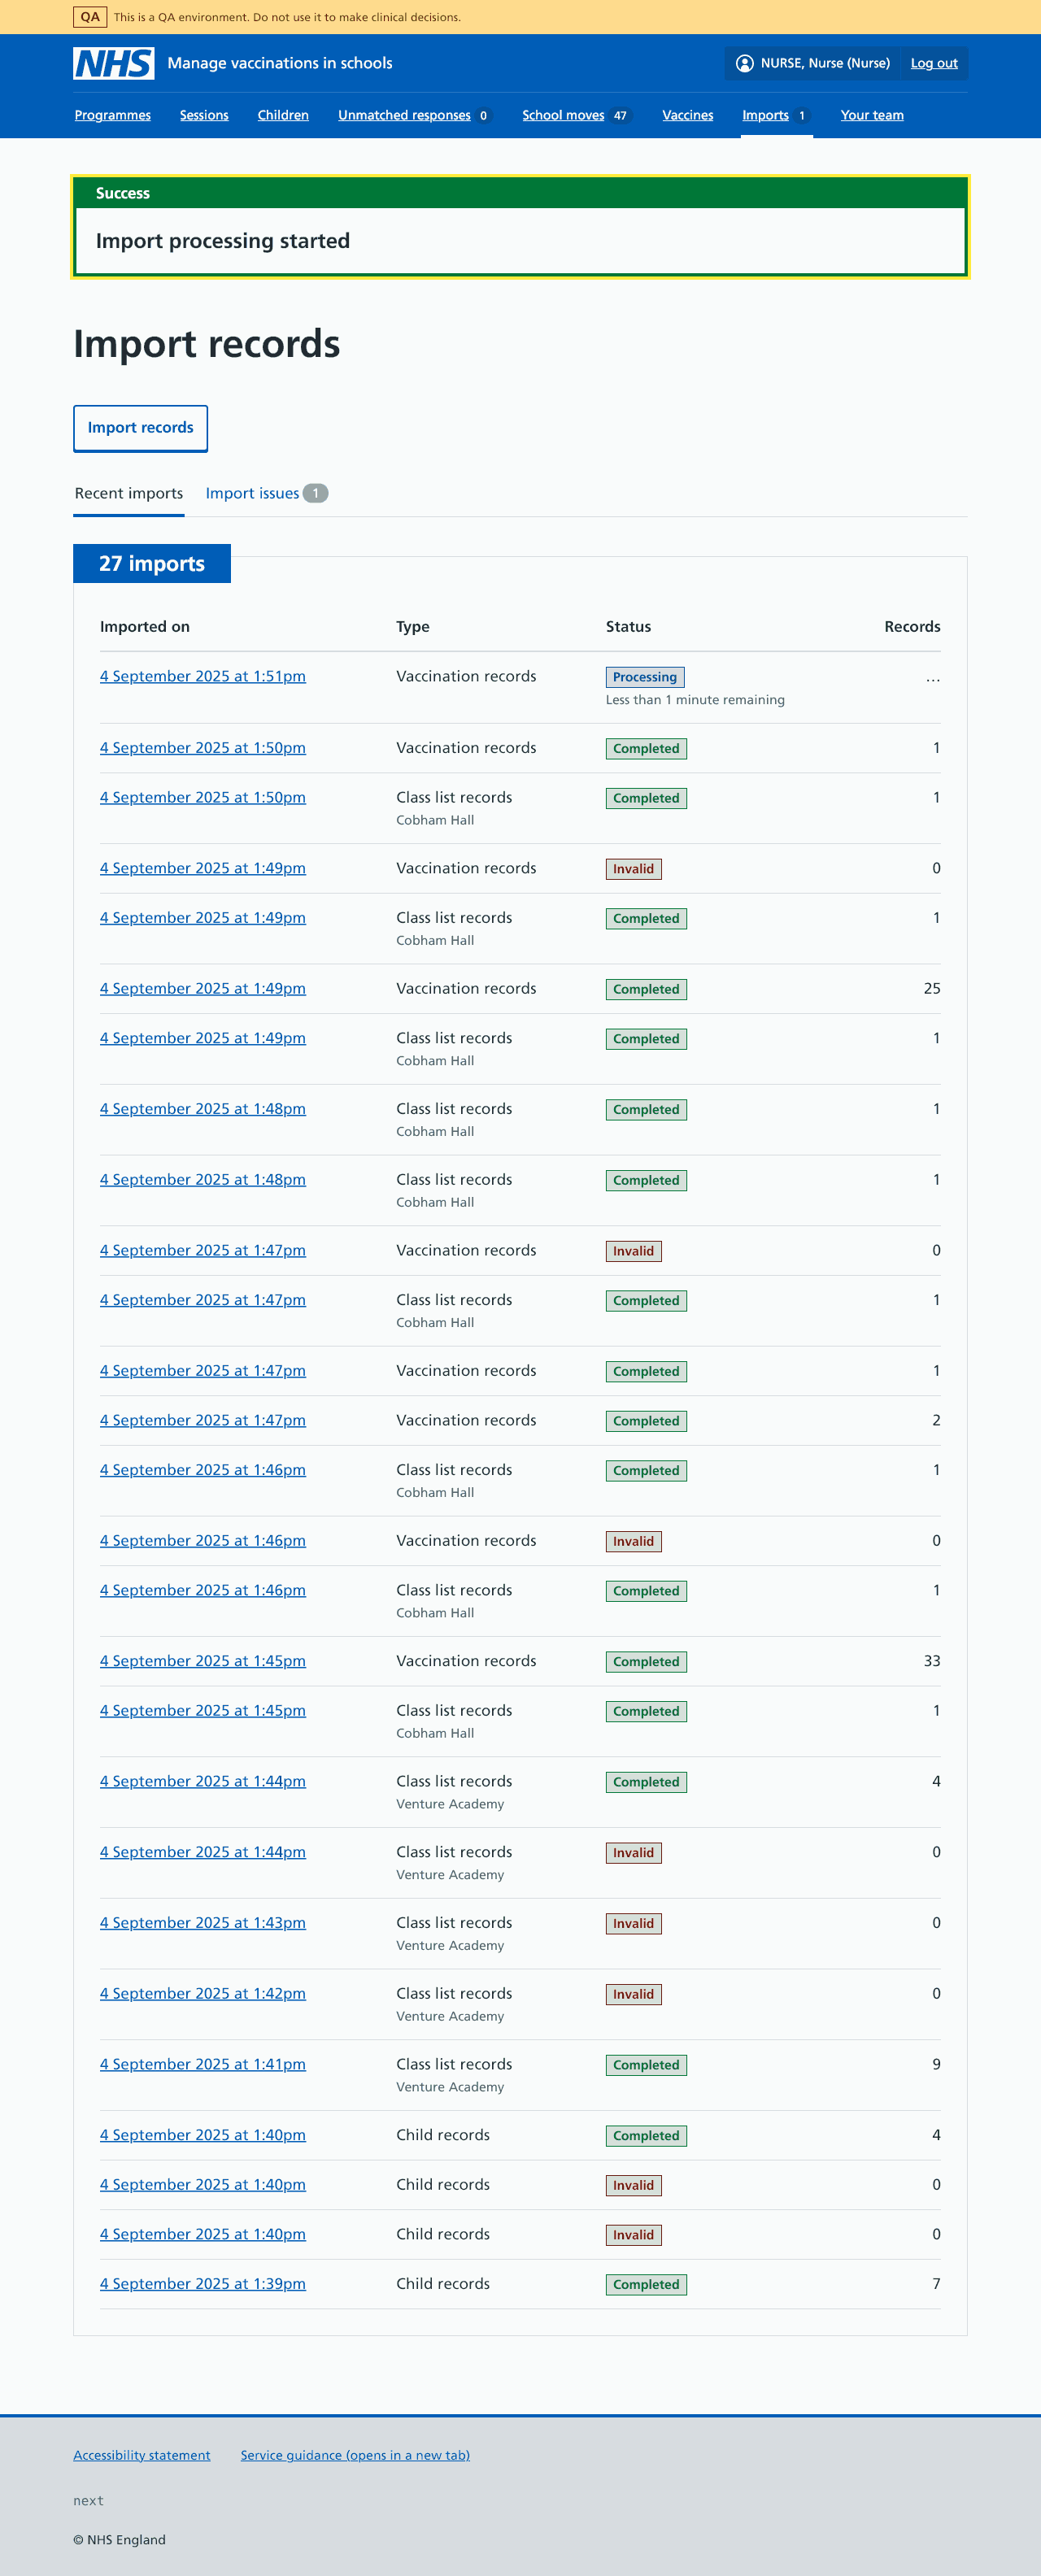 QA This is a QA environment. Do not use it to make clinical decisions.
NHS Manage vaccinations in schools NURSE, Nurse (Nurse) Log out
Programmes Sessions Children Unmatched responses 0 School moves 47 Vaccines Imports 1 Your team
Success
Import processing started
Import records
Import records
Recent imports Import issues 1
27 imports
Imported on Type Status Records
4 September 2025 at 1:51pm Vaccination records Processing …
Less than 1 minute remaining
4 September 2025 at 1:50pm Vaccination records Completed 1
4 September 2025 at 1:50pm Class list records Completed 1
Cobham Hall
4 September 2025 at 1:49pm Vaccination records Invalid 0
4 September 2025 at 1:49pm Class list records Completed 1
Cobham Hall
4 September 2025 at 1:49pm Vaccination records Completed 25
4 September 2025 at 1:49pm Class list records Completed 1
Cobham Hall
4 September 2025 at 1:48pm Class list records Completed 1
Cobham Hall
4 September 2025 at 1:48pm Class list records Completed 1
Cobham Hall
4 September 2025 at 1:47pm Vaccination records Invalid 0
4 September 2025 at 1:47pm Class list records Completed 1
Cobham Hall
4 September 2025 at 1:47pm Vaccination records Completed 1
4 September 2025 at 1:47pm Vaccination records Completed 2
4 September 2025 at 1:46pm Class list records Completed 1
Cobham Hall
4 September 2025 at 1:46pm Vaccination records Invalid 0
4 September 2025 at 1:46pm Class list records Completed 1
Cobham Hall
4 September 2025 at 1:45pm Vaccination records Completed 33
4 September 2025 at 1:45pm Class list records Completed 1
Cobham Hall
4 September 2025 at 1:44pm Class list records Completed 4
Venture Academy
4 September 2025 at 1:44pm Class list records Invalid 0
Venture Academy
4 September 2025 at 1:43pm Class list records Invalid 0
Venture Academy
4 September 2025 at 1:42pm Class list records Invalid 0
Venture Academy
4 September 2025 at 1:41pm Class list records Completed 9
Venture Academy
4 September 2025 at 1:40pm Child records Completed 4
4 September 2025 at 1:40pm Child records Invalid 0
4 September 2025 at 1:40pm Child records Invalid 0
4 September 2025 at 1:39pm Child records Completed 7
Accessibility statement Service guidance (opens in a new tab)
next
© NHS England